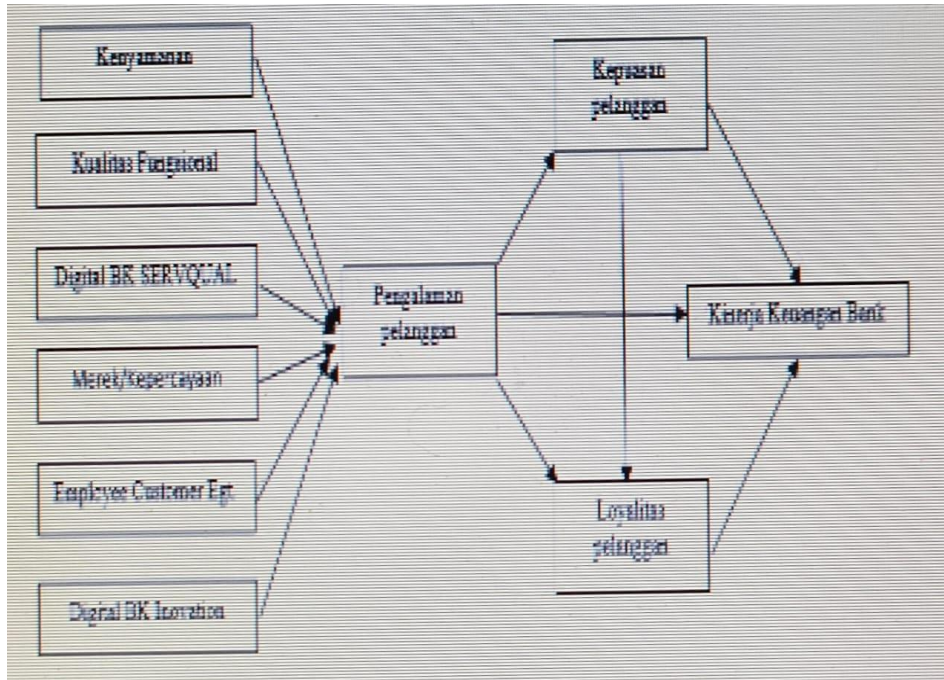 Kenyamanan
Kualitas Fungsional
Digital BK SERVQUAL
Merek/Kepercayaan
Employee Customer Egt.
Digital BK Inovation
Pengalaman
pelanggan
Kepuasan
pelanggan
Kinerja Keuangan Bank
Loyalitas
pelanggan